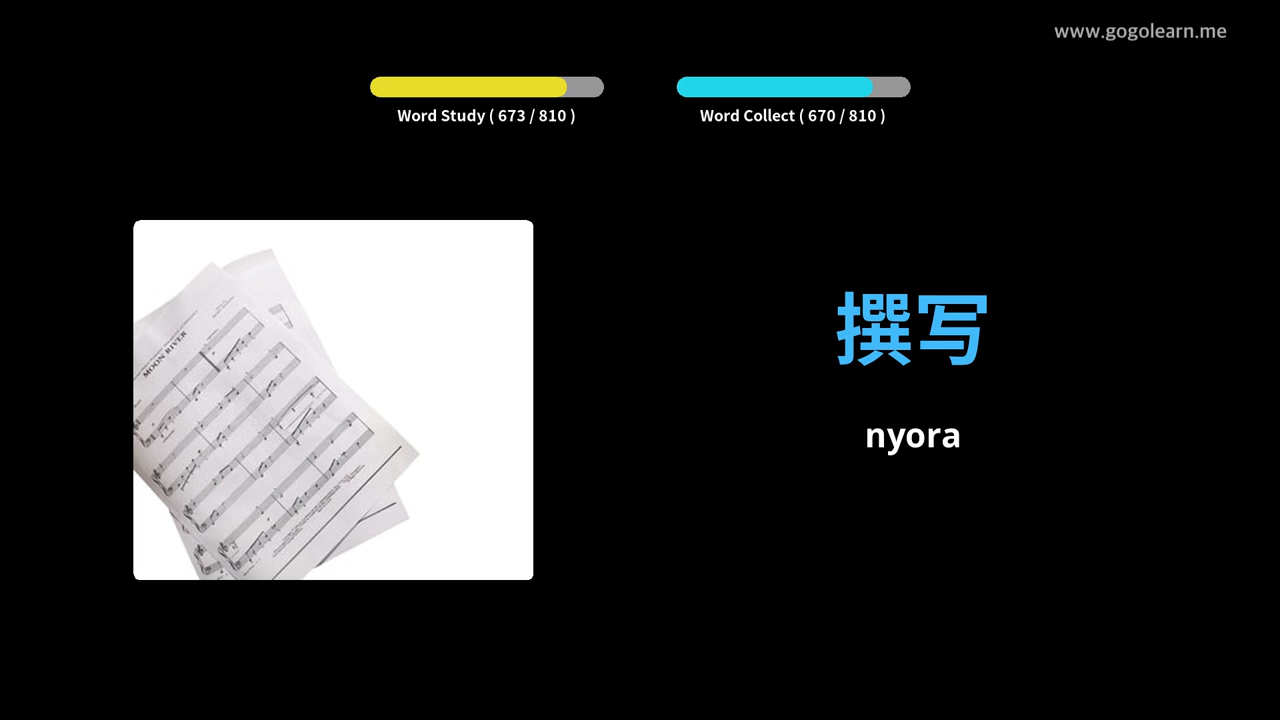 www.gogolearn.me
Word Study ( 673 / 810 )
Word Collect ( 670 / 810 )
MOON RIVER
撰写
nyora